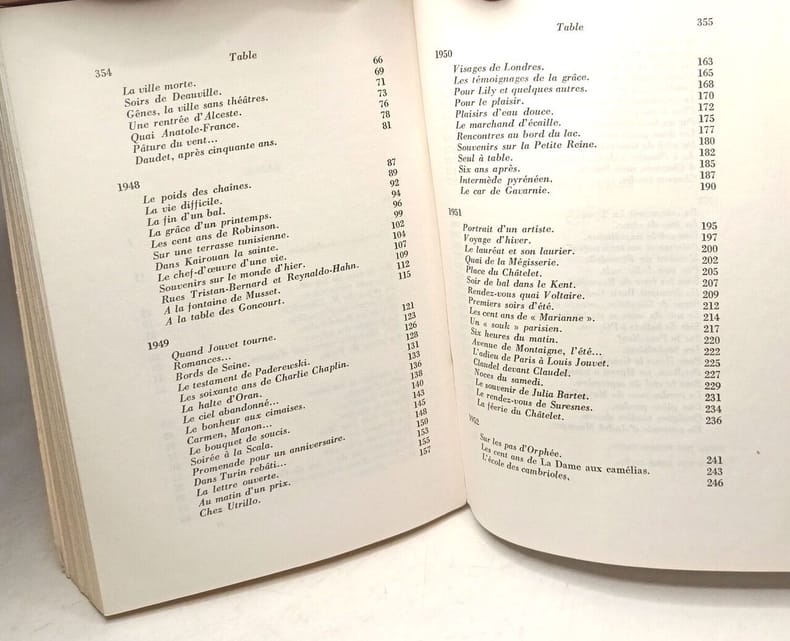 354
Table
La ville morte. 66
Soirs de Deauville. 69
Gênes, la ville sans théâtres. 71
Une rentrée d'Alceste. 73
Quai Anatole-France. 76
Pâture du vent... 78
Daudet, après cinquante ans. 81
1948
Le poids des chaines. 87
La vie difficile. 89
La fin d'un bal. 92
La grâce d'un printemps. 94
Les cent ans de Robinson. 96
Sur une terrasse tunisienne. 99
Dans Kairouan la sainte. 102
Le chef-d'œuvre d'une vie. 104
Souvenirs sur le monde d'hier. 107
Rues Tristan-Bernard et Reynaldo-Hahn. 109
A la fontaine de Musset. 112
A la table des Goncourt. 115
1949
Quand Jouvet tourne. 121
Romances... 123
Bords de Seine. 126
Le testament de Paderewski. 128
Les soixante ans de Charlie Chaplin. 131
La halte d'Oran. 133
Le ciel abandonné... 136
Le bonheur aux cimaises. 138
Carmen, Manon... 140
Le bouquet de soucis. 143
Soirée à la Scala. 145
Promenade pour un anniversaire. 148
Dans Turin rebâti... 150
La lettre ouverte. 153
Au matin d'un prix. 155
Chez Utrillo. 157
Table
355
1950
Visages de Londres. 163
Les témoignages de la grâce. 165
Pour Lily et quelques autres. 168
Pour le plaisir. 170
Plaisirs d'eau douce. 172
Le marchand d'écaille. 175
Rencontres au bord du lac. 177
Souvenirs sur la Petite Reine. 180
Seul à table. 182
Six ans après. 185
Intermède pyrénéen. 187
Le car de Gavarnie. 190
1951
Portrait d'un artiste. 195
Voyage d'hiver. 197
Le lauréat et son laurier. 200
Quai de la Mégisserie. 202
Place du Châtelet. 205
Soir de bal dans le Kent. 207
Rendez-vous quai Voltaire. 209
Premiers soirs d'été. 212
Les cent ans de « Marianne ». 214
Un « souk » parisien. 217
Six heures du matin. 220
Avenue de Montaigne, l'été... 222
L'adieu de Paris à Louis Jouvet. 225
Claudel devant Claudel. 227
Noces du samedi. 229
Le souvenir de Julia Bartet. 231
Le rendez-vous de Suresnes. 234
La féerie du Châtelet. 236
1952
Sur les pas d'Orphée. 241
Les cent ans de La Dame aux camélias. 243
L'école des cambrioles, 246